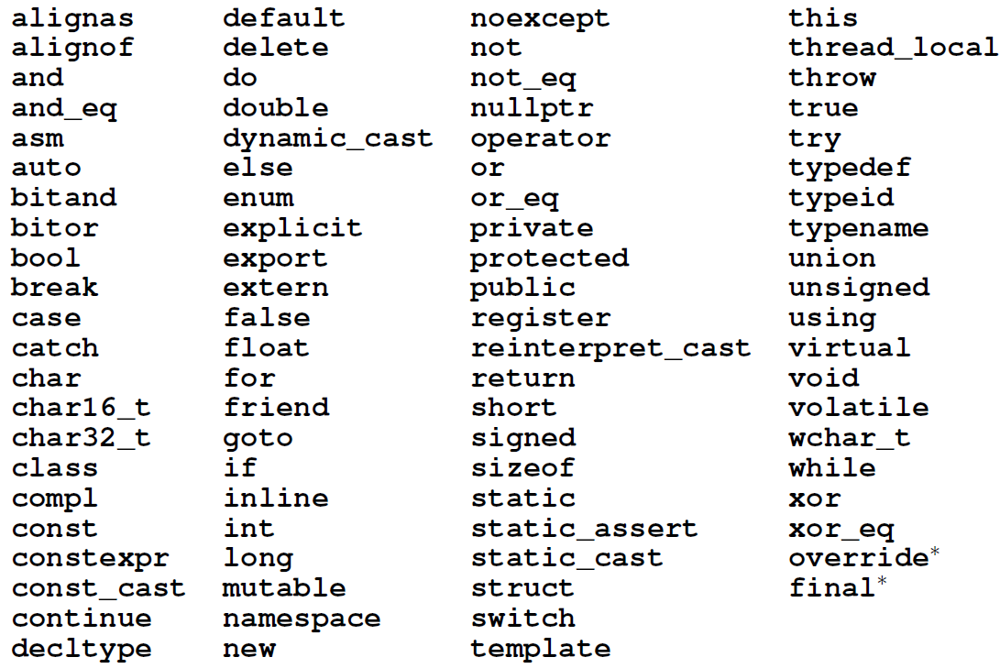 alignas default noexcept this
alignof delete not thread_local
and do not_eq throw
and_eq double nullptr true
asm dynamic_cast operator try
auto else or typedef
bitand enum or_eq typeid
bitor explicit private typename
bool export protected union
break extern public unsigned
case false register using
catch float reinterpret_cast virtual
char for return void
char16_t friend short volatile
char32_t goto signed wchar_t
class if sizeof while
compl inline static xor
const int static_assert xor_eq
constexpr long static_cast override*
const_cast mutable struct final*
continue namespace switch
decltype new template